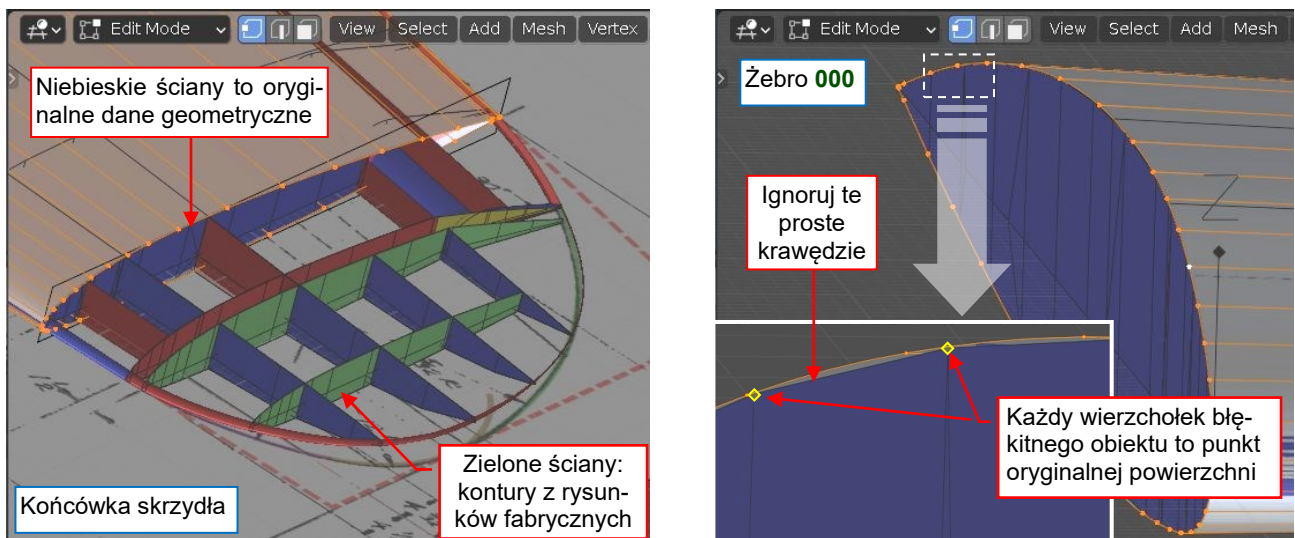 Edit Mode View Select Add Mesh Vertex
Niebieskie ściany to orygi-
nalne dane geometryczne
Zielone ściany:
kontury z rysun-
ków fabrycznych
Końcówka skrzydła
Edit Mode View Select Add Mesh
Żebro 000
Ignoruj te
proste
krawędzie
Każdy wierzchołek błę-
kitnego obiektu to punkt
oryginalnej powierzchni